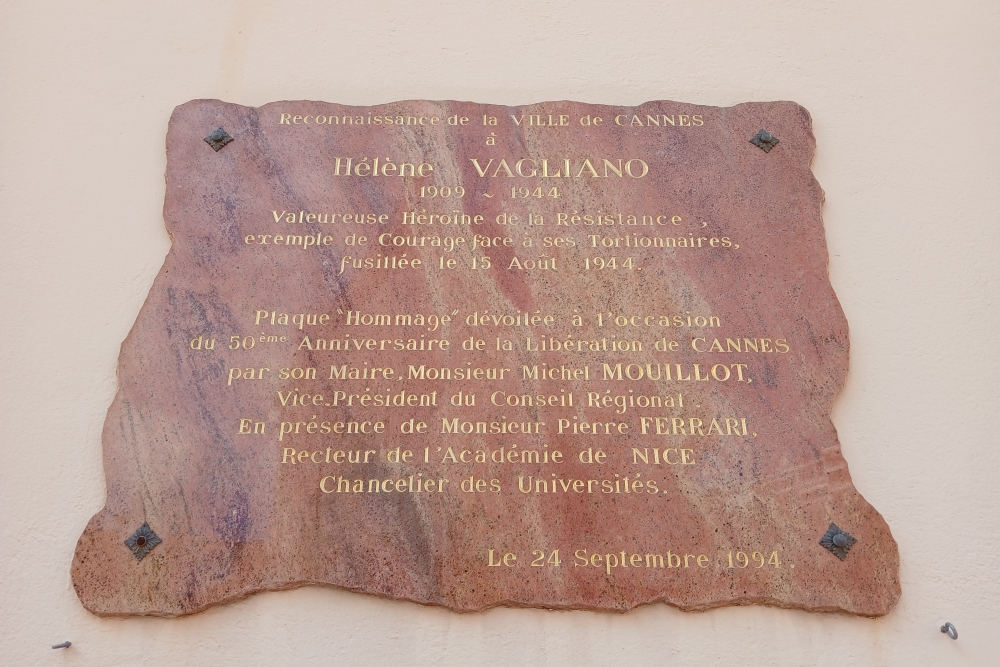 Reconnaissance de la VILLE de CANNES
à
Hélène VAGLIANO
1909 ~ 1944
Valeureuse Héroïne de la Résistance,
exemple de Courage face à ses Tortionnaires,
fusillée le 15 Août 1944.
Plaque "Hommage" dévoilée à l'occasion
du 50ème Anniversaire de la Libération de CANNES
par son Maire, Monsieur Michel MOUILLOT,
Vice-Président du Conseil Régional.
En présence de Monsieur Pierre FERRARI,
Recteur de l'Académie de NICE
Chancelier des Universités.
Le 24 Septembre 1994.